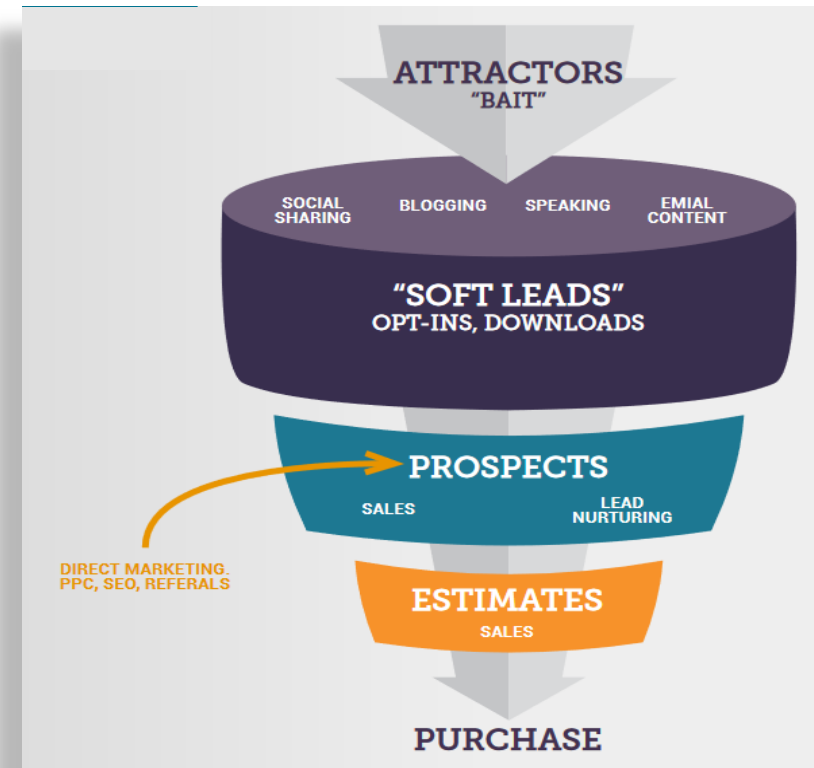 ATTRACTORS
"BAIT"
SOCIAL
SHARING
BLOGGING
SPEAKING
EMIAL
CONTENT
"SOFT LEADS"
OPT-INS, DOWNLOADS
PROSPECTS
SALES
LEAD
NURTURING
DIRECT MARKETING.
PPC, SEO, REFERALS
ESTIMATES
SALES
PURCHASE